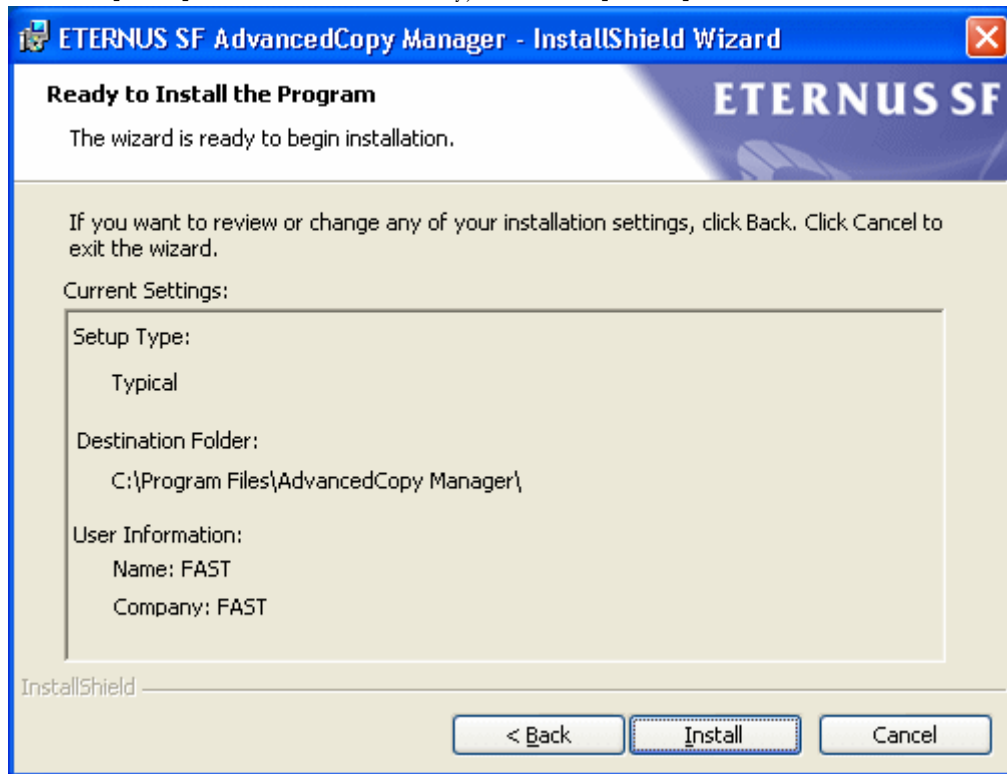 ETERNUS SF AdvancedCopy Manager - InstallShield Wizard
Ready to Install the Program
ETERNUS SF
The wizard is ready to begin installation.
If you want to review or change any of your installation settings, click Back. Click Cancel to
exit the wizard.
Current Settings:
Setup Type:
Typical
Destination Folder:
C:\Program Files\AdvancedCopy Manager\
User Information:
Name: FAST
Company: FAST
InstallShield
< Back
Install
Cancel